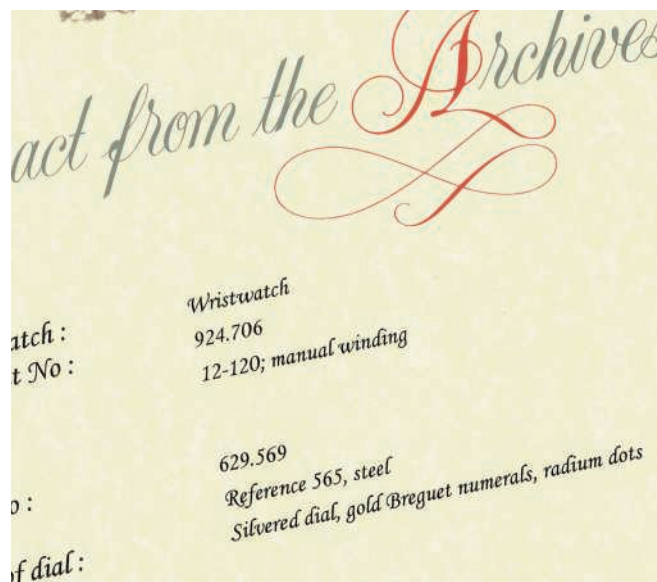 act from the Archives
atch : Wristwatch
t No : 924.706
12-120; manual winding
o : 629.569
Reference 565, steel
f dial : Silvered dial, gold Breguet numerals, radium dots